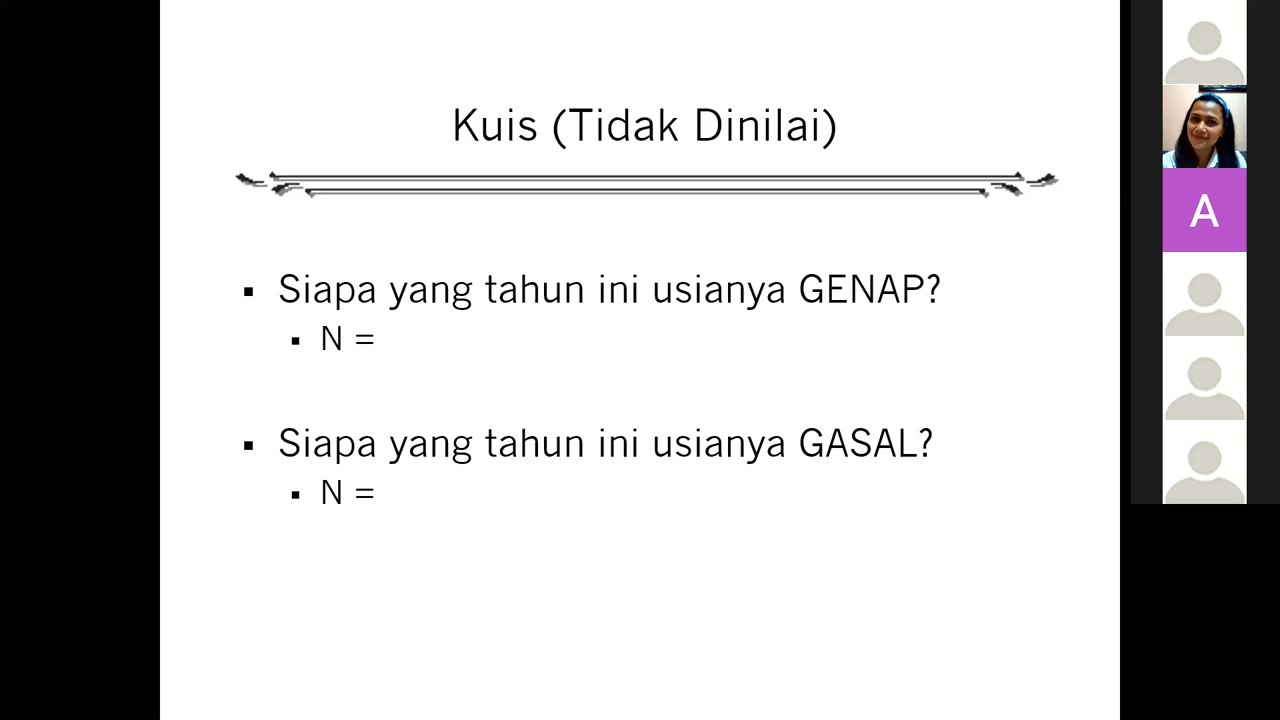 Kuis (Tidak Dinilai)
▪ Siapa yang tahun ini usianya GENAP?
▪ N =
▪ Siapa yang tahun ini usianya GASAL?
▪ N =
A